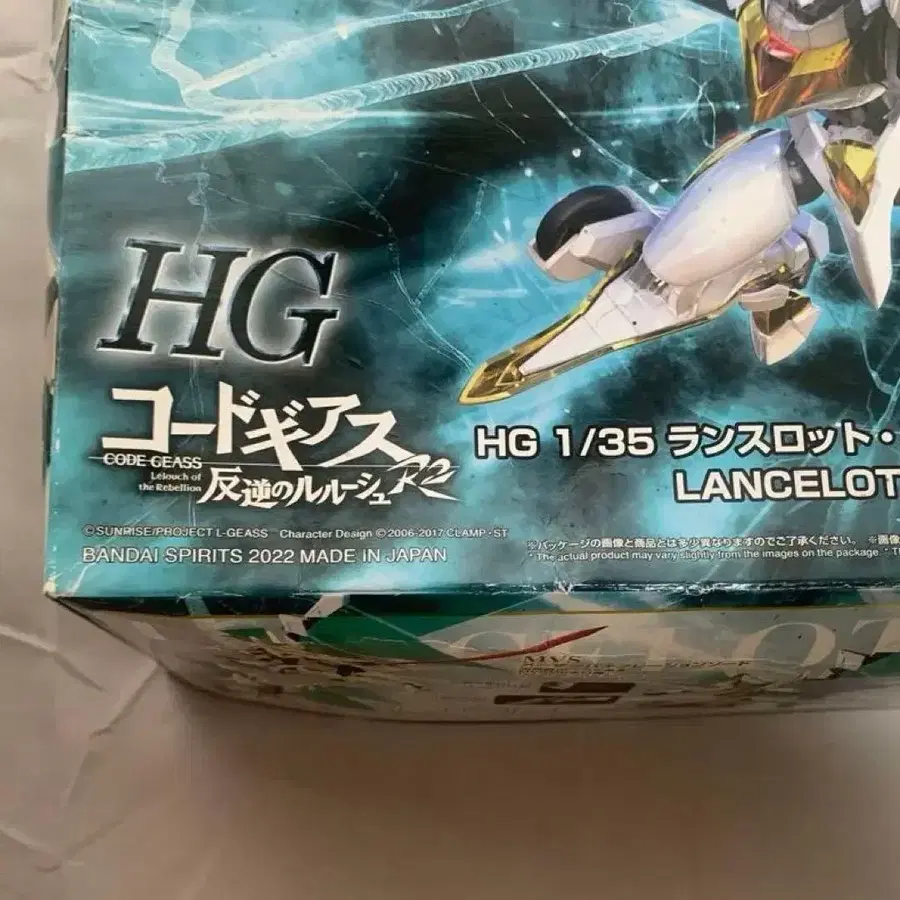 HG
コードギアス
CODE GEASS
Lelouch of
the Rebellion
反逆のルルーシュ R2
HG 1/35 ランスロット・
LANCELOT
©SUNRISE/PROJECT L-GEASS Character Design ©2006-2017 CLAMP・ST
BANDAI SPIRITS 2022 MADE IN JAPAN
※パッケージの画像と商品とは多少異なりますのでご了承ください。 ※画像
*The actual product may vary slightly from the images on the package. *T
MVS